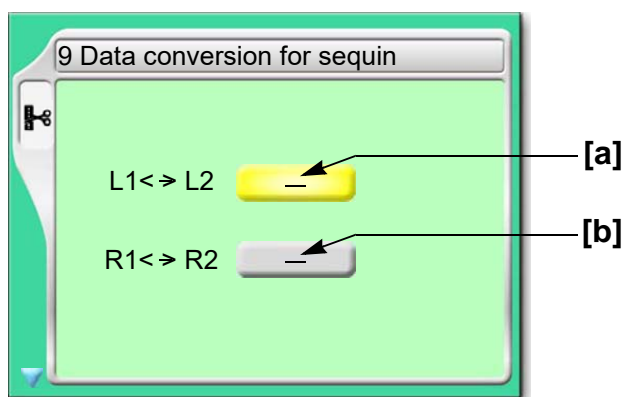 9 Data conversion for sequin
[a]
L1<->L2 —
[b]
R1<->R2 —